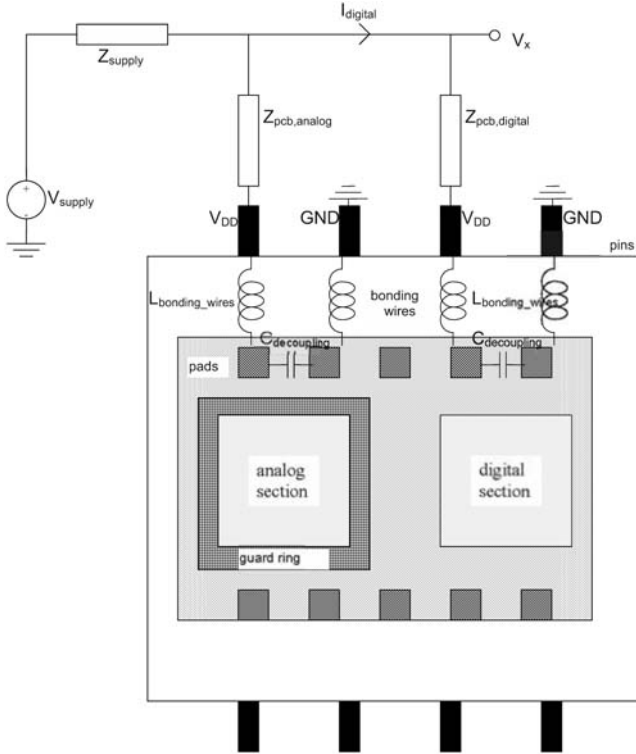 I_digital
V_x
Z_supply
Z_pcb,analog
Z_pcb,digital
+
V_supply
-
V_DD
GND
V_DD
GND
pins
L_bonding_wires
bonding
wires
L_bonding_wires
C_decoupling
C_decoupling
pads
analog
section
digital
section
guard ring